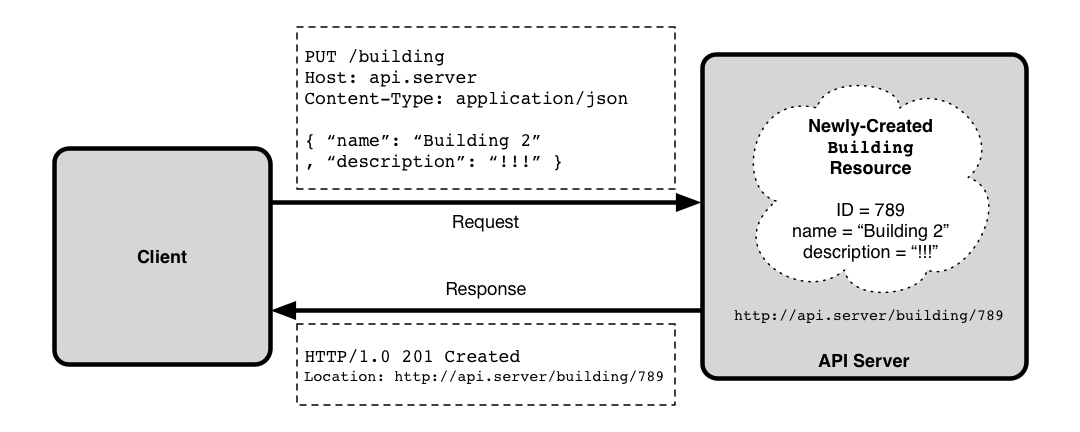 PUT /building
Host: api.server
Content-Type: application/json
{ “name”: “Building 2”
, “description”: “!!!” }
Request
Client
Response
HTTP/1.0 201 Created
Location: http://api.server/building/789
Newly-Created
Building
Resource
ID = 789
name = “Building 2”
description = “!!!”
http://api.server/building/789
API Server